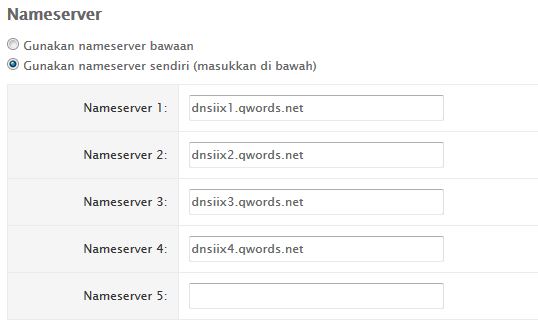 Nameserver
Gunakan nameserver bawaan
Gunakan nameserver sendiri (masukkan di bawah)
Nameserver 1: dnsiix1.qwords.net
Nameserver 2: dnsiix2.qwords.net
Nameserver 3: dnsiix3.qwords.net
Nameserver 4: dnsiix4.qwords.net
Nameserver 5: